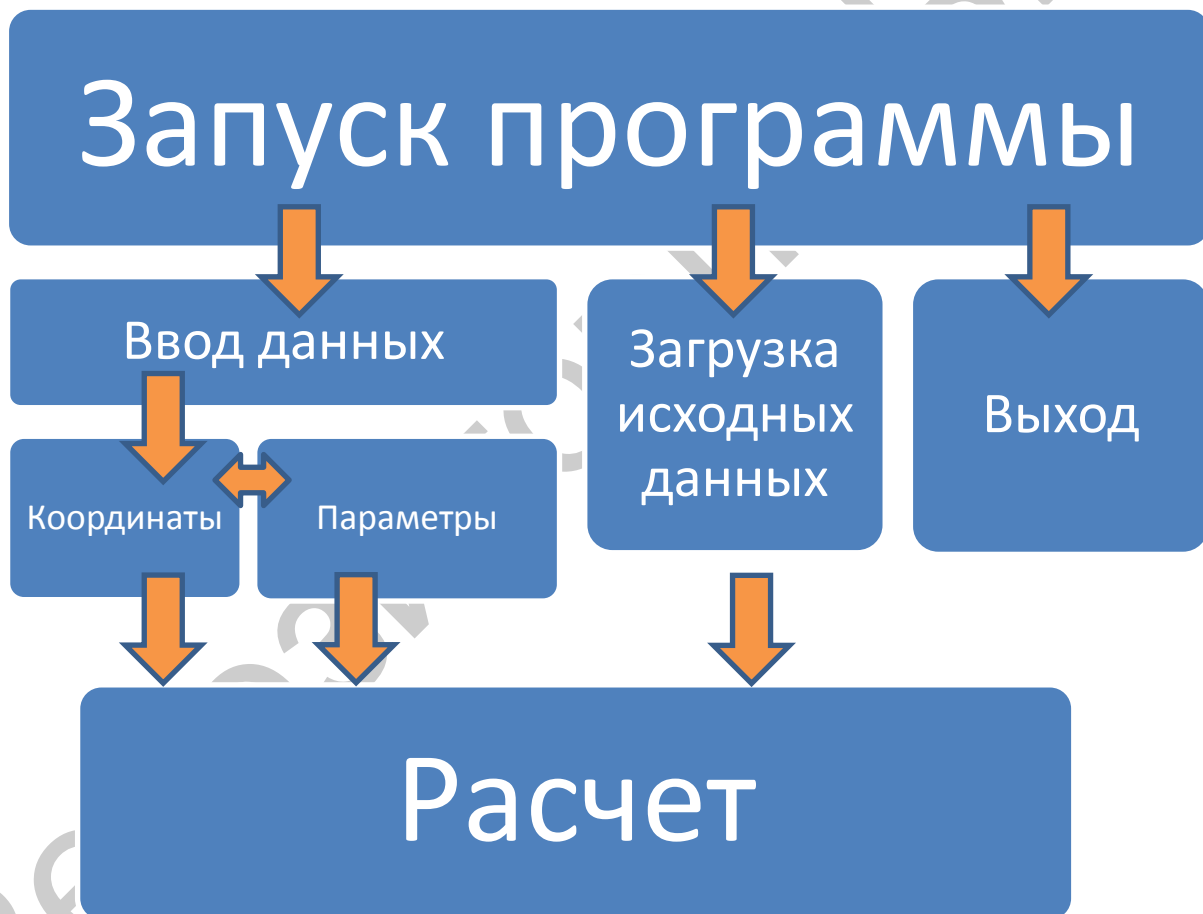 Запуск программы
Ввод данных
Загрузка
исходных
данных
Выход
Координаты
Параметры
Расчет